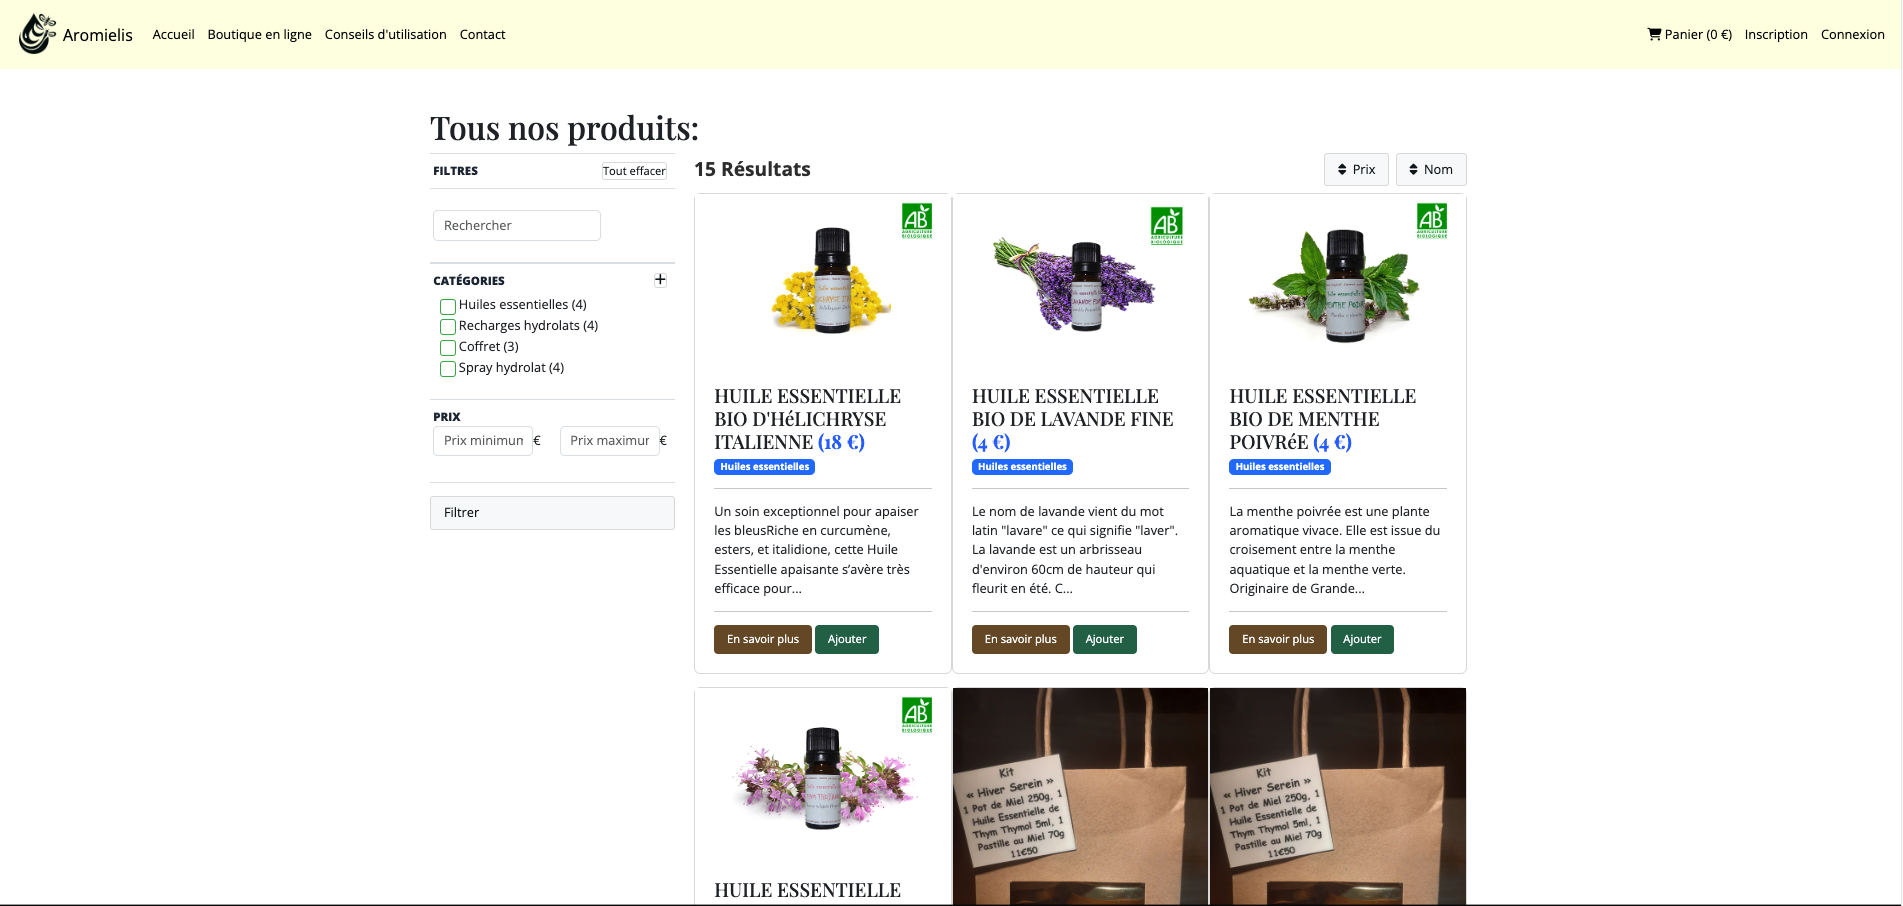 Aromielis
Accueil
Boutique en ligne
Conseils d'utilisation
Contact
Panier (0 €)
Inscription
Connexion
Tous nos produits:
FILTRES
Tout effacer
Rechercher
CATÉGORIES
Huiles essentielles (4)
Recharges hydrolats (4)
Coffret (3)
Spray hydrolat (4)
PRIX
Prix minimun €
Prix maximur €
Filtrer
15 Résultats
Prix
Nom
AB
AGRICULTURE
BIOLOGIQUE
HUILE ESSENTIELLE
BIO D'HéLICHRYSE
ITALIENNE (18 €)
Huiles essentielles
Un soin exceptionnel pour apaiser
les bleusRiche en curcumène,
esters, et italidione, cette Huile
Essentielle apaisante s’avère très
efficace pour...
En savoir plus
Ajouter
AB
AGRICULTURE
BIOLOGIQUE
HUILE ESSENTIELLE
BIO DE LAVANDE FINE
(4 €)
Huiles essentielles
Le nom de lavande vient du mot
latin "lavare" ce qui signifie "laver".
La lavande est un arbrisseau
d'environ 60cm de hauteur qui
fleurit en été. C...
En savoir plus
Ajouter
AB
AGRICULTURE
BIOLOGIQUE
HUILE ESSENTIELLE
BIO DE MENTHE
POIVRéE (4 €)
Huiles essentielles
La menthe poivrée est une plante
aromatique vivace. Elle est issue du
croisement entre la menthe
aquatique et la menthe verte.
Originaire de Grande...
En savoir plus
Ajouter
AB
AGRICULTURE
BIOLOGIQUE
HUILE ESSENTIELLE
Kit
« Hiver Serein »
1 Pot de Miel 250g, 1
Huile Essentielle de
Thym Thymol 5ml, 1
Pastille au Miel 70g
11€50
Kit
« Hiver Serein »
1 Pot de Miel 250g, 1
Huile Essentielle de
Thym Thymol 5ml, 1
Pastille au Miel 70g
11€50